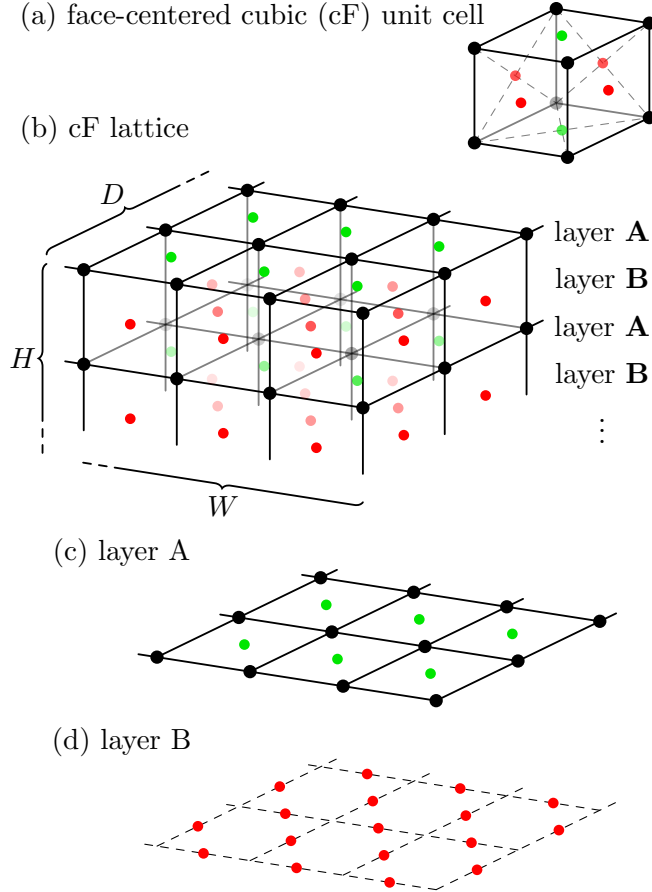 (a) face-centered cubic (cF) unit cell
(b) cF lattice
D
layer A
layer B
H
layer A
layer B
⋮
W
(c) layer A
(d) layer B